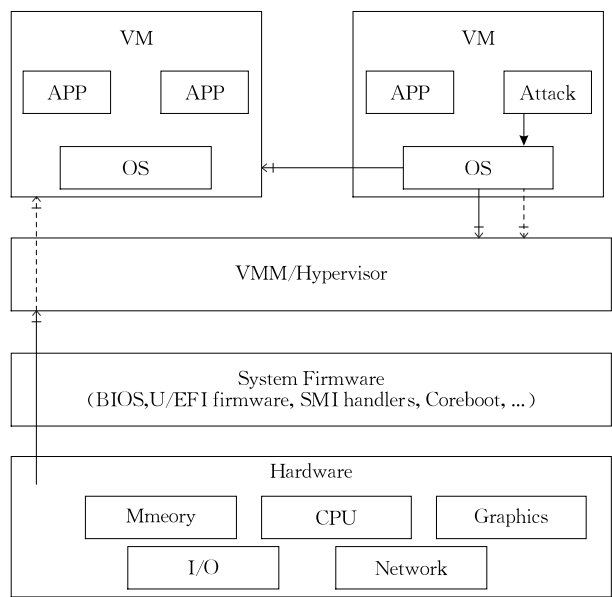 VM
VM
APP
APP
APP
Attack
OS
OS
VMM/Hypervisor
System Firmware
(BIOS,U/EFI firmware, SMI handlers, Coreboot, ...)
Hardware
Mmeory
CPU
Graphics
I/O
Network